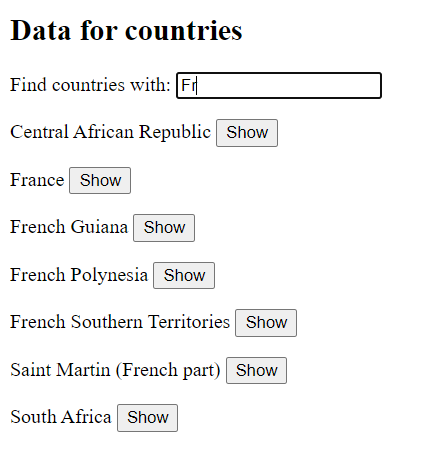 Data for countries
Find countries with: Fr
Central African Republic Show
France Show
French Guiana Show
French Polynesia Show
French Southern Territories Show
Saint Martin (French part) Show
South Africa Show